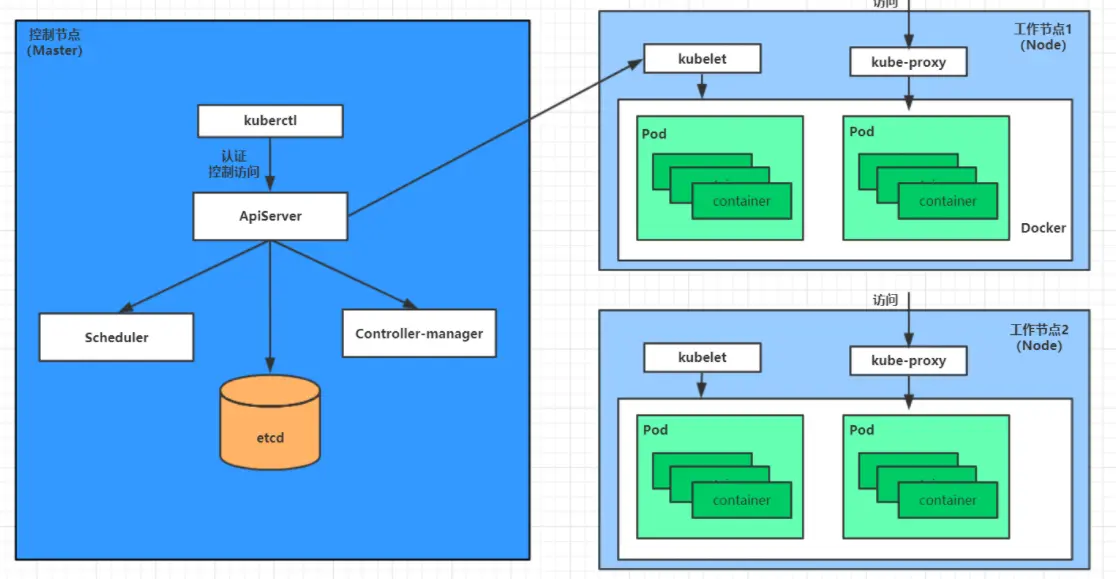 控制节点
(Master)
kuberctl
认证
控制访问
ApiServer
Scheduler
Controller-manager
etcd
访问
工作节点1
(Node)
kubelet
kube-proxy
Pod
container
Pod
container
Docker
访问
工作节点2
(Node)
kubelet
kube-proxy
Pod
container
Pod
container